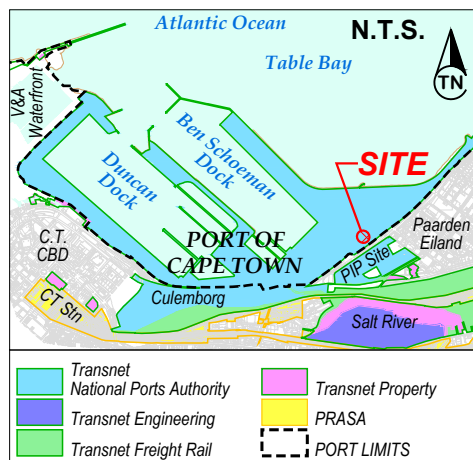 Atlantic Ocean
N.T.S.
Table Bay
TN
V&A
Waterfront
Ben Schoeman
Dock
Duncan
Dock
SITE
Paarden
Eiland
C.T.
CBD
PORT OF
CAPE TOWN
PIP Site
CT Stn
Culemborg
Salt River
Transnet
National Ports Authority
Transnet Engineering
Transnet Freight Rail
Transnet Property
PRASA
PORT LIMITS